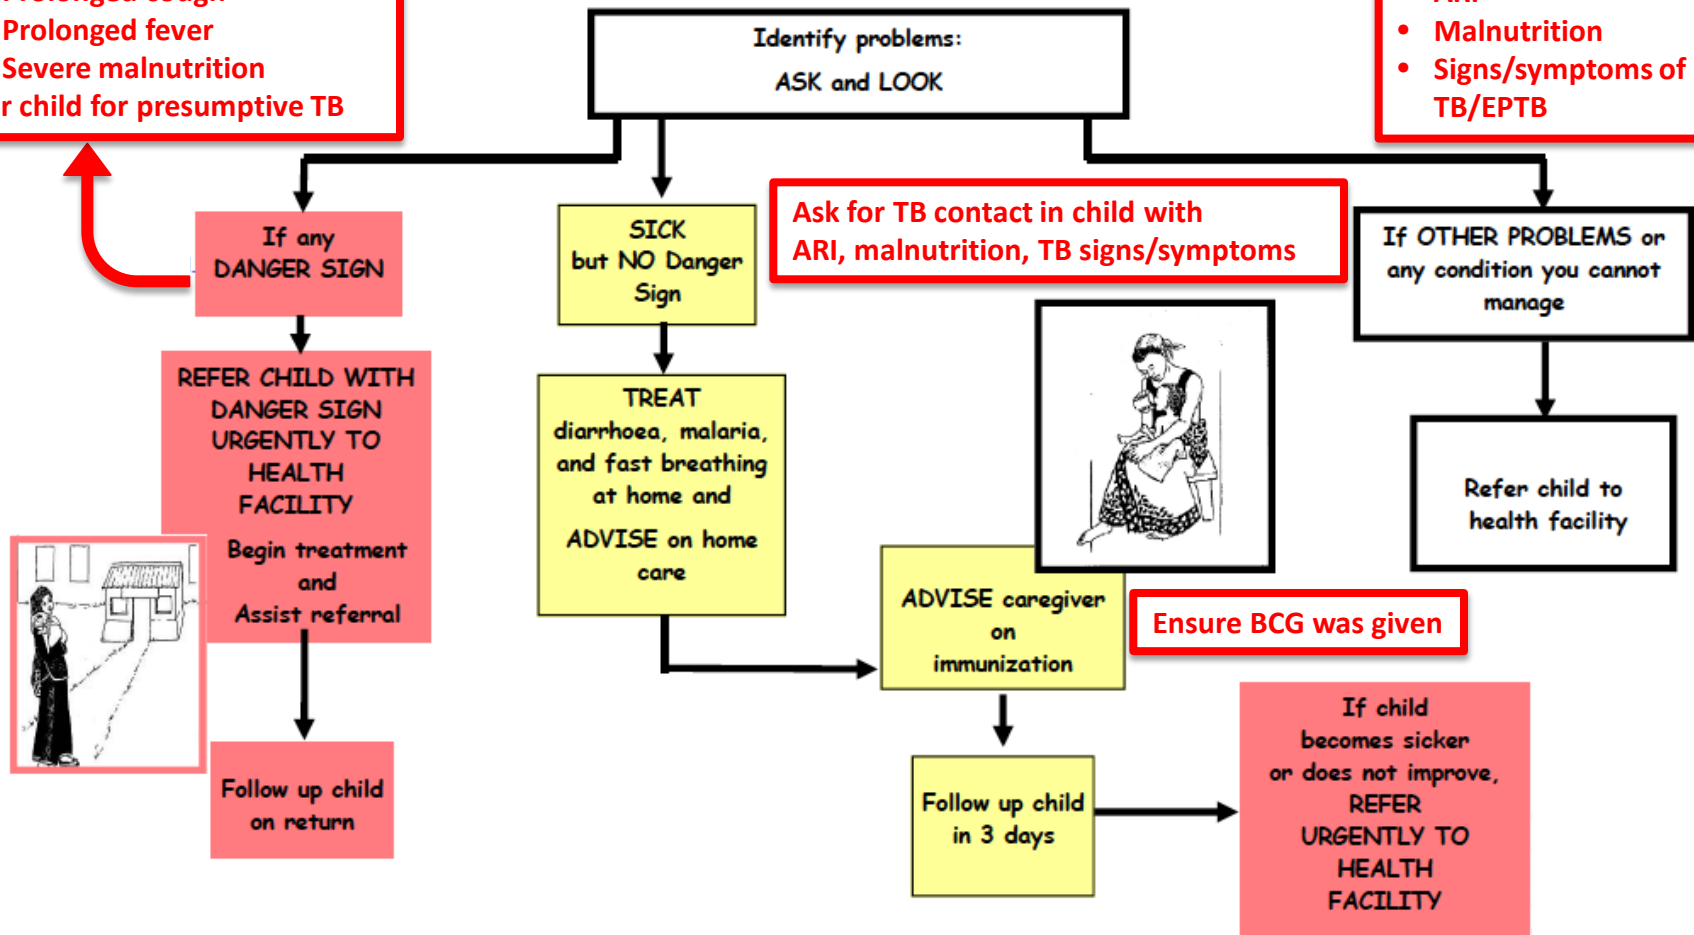 Prolonged fever
Severe malnutrition
r child for presumptive TB
Identify problems:
ASK and LOOK
• Malnutrition
• Signs/symptoms of
TB/EPTB
If any
DANGER SIGN
REFER CHILD WITH
DANGER SIGN
URGENTLY TO
HEALTH
FACILITY
Begin treatment
and
Assist referral
Follow up child
on return
SICK
but NO Danger
Sign
TREAT
diarrhoea, malaria,
and fast breathing
at home and
ADVISE on home
care
Ask for TB contact in child with
ARI, malnutrition, TB signs/symptoms
ADVISE caregiver
on
immunization
Ensure BCG was given
Follow up child
in 3 days
If child
becomes sicker
or does not improve,
REFER
URGENTLY TO
HEALTH
FACILITY
If OTHER PROBLEMS or
any condition you cannot
manage
Refer child to
health facility